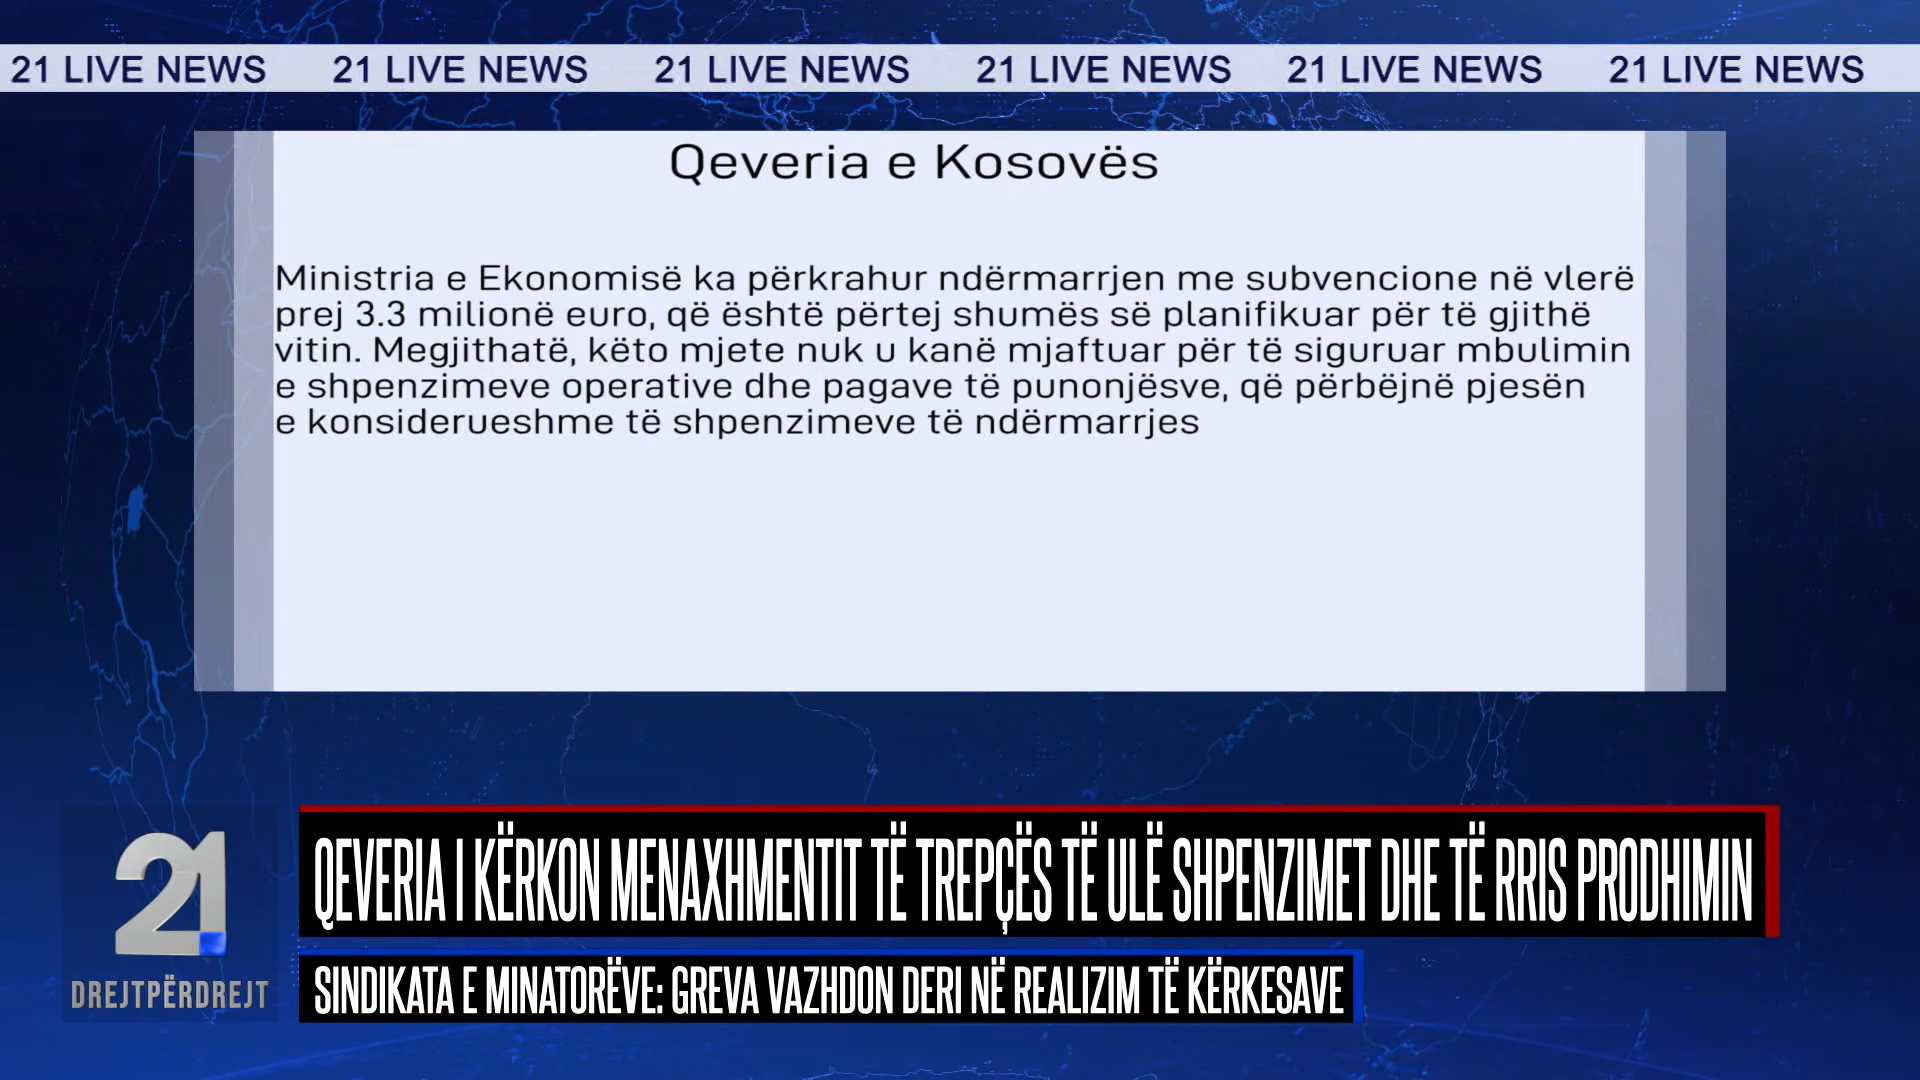 21 LIVE NEWS 21 LIVE NEWS 21 LIVE NEWS 21 LIVE NEWS 21 LIVE NEWS 21 LIVE NEWS
Qeveria e Kosovës
Ministria e Ekonomisë ka përkrahur ndërmarrjen me subvencione në vlerë
prej 3.3 milionë euro, që është përtej shumës së planifikuar për të gjithë
vitin. Megjithatë, këto mjete nuk u kanë mjaftuar për të siguruar mbulimin
e shpenzimeve operative dhe pagave të punonjësve, që përbëjnë pjesën
e konsiderueshme të shpenzimeve të ndërmarrjes
QEVERIA I KËRKON MENAXHMENTIT TË TREPÇËS TË ULË SHPENZIMET DHE TË RRIS PRODHIMIN
SINDIKATA E MINATORËVE: GREVA VAZHDON DERI NË REALIZIM TË KËRKESAVE
21
DREJTPËRDREJT